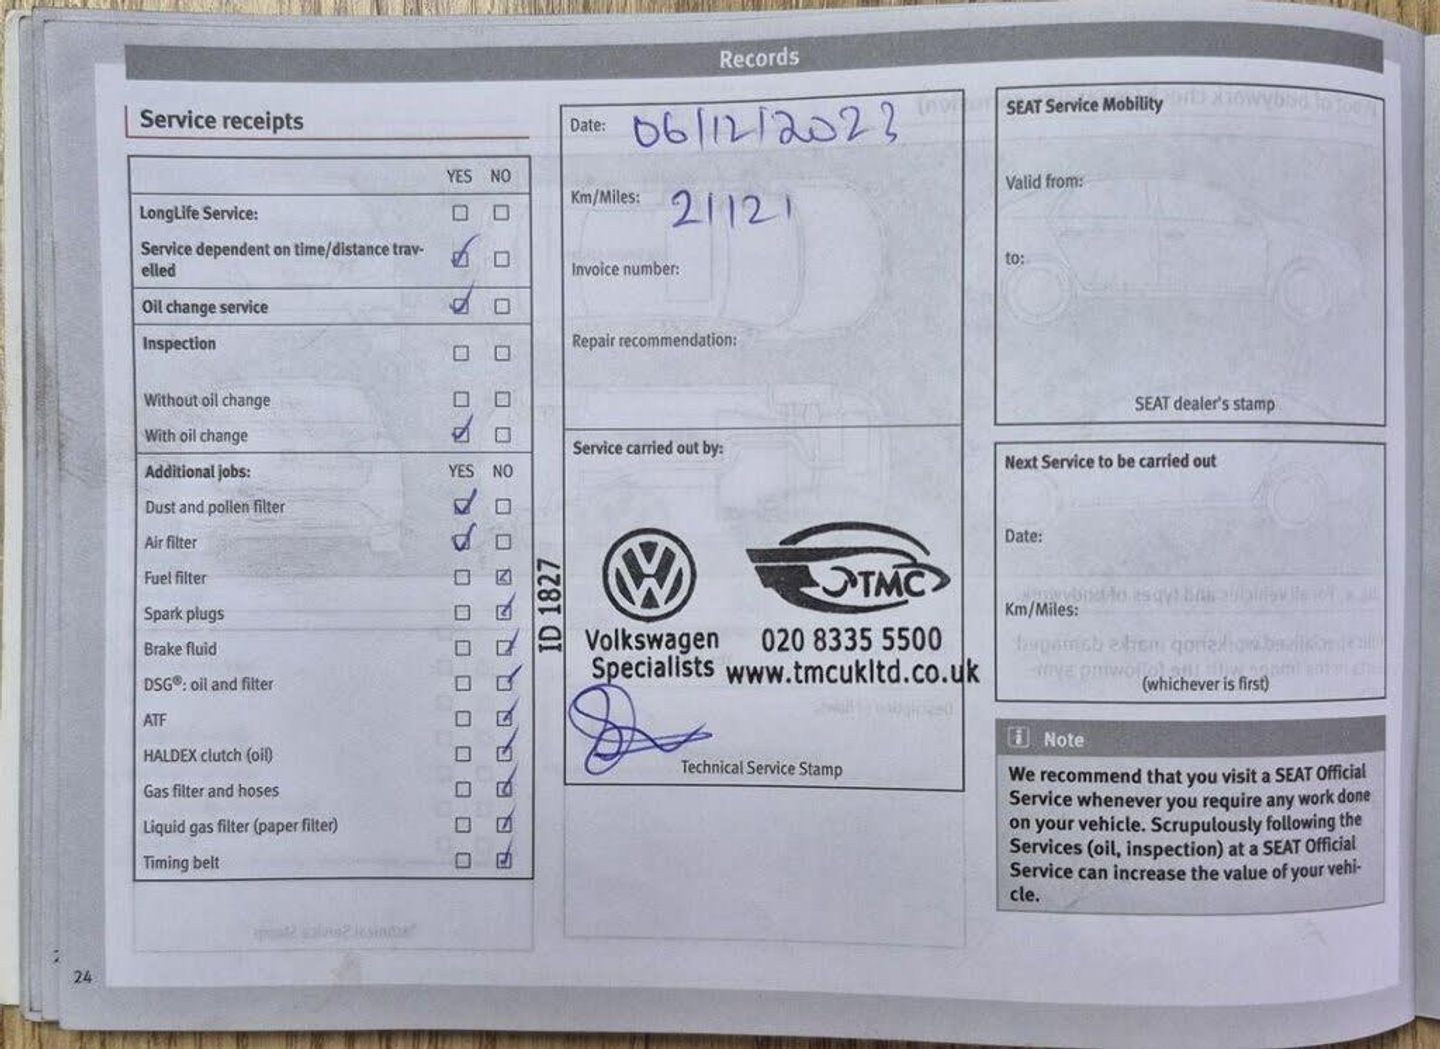 Records
Service receipts
YES NO
LongLife Service:
Service dependent on time/distance trav-
elled
Oil change service
Inspection
Without oil change
With oil change
Additional jobs: YES NO
Dust and pollen filter
Air filter
Fuel filter
Spark plugs
Brake fluid
DSG®: oil and filter
ATF
HALDEX clutch (oil)
Gas filter and hoses
Liquid gas filter (paper filter)
Timing belt
24
Date: 06/12/2023
Km/Miles: 21121
Invoice number:
Repair recommendation:
Service carried out by:
ID 1827
TMC
Volkswagen
Specialists
020 8335 5500
www.tmcukltd.co.uk
Technical Service Stamp
SEAT Service Mobility
Valid from:
to:
SEAT dealer's stamp
Next Service to be carried out
Date:
Km/Miles:
(whichever is first)
i Note
We recommend that you visit a SEAT Official
Service whenever you require any work done
on your vehicle. Scrupulously following the
Services (oil, inspection) at a SEAT Official
Service can increase the value of your vehi-
cle.